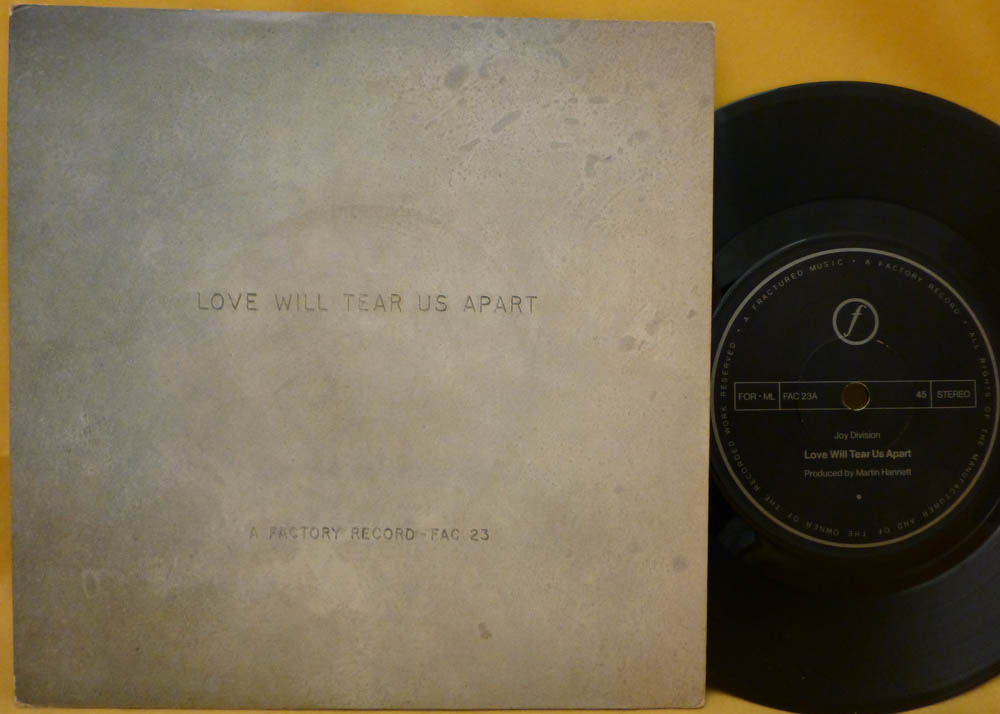 LOVE WILL TEAR US APART
A FACTORY RECORD - FAC 23
A FRACTURED MUSIC • A FACTORY RECORD • ALL RIGHTS OF THE MANUFACTURER AND OF THE OWNER OF THE RECORDED WORK RESERVED •
f
FOR • ML FAC 23A 45 STEREO
Joy Division
Love Will Tear Us Apart
Produced by Martin Hannett